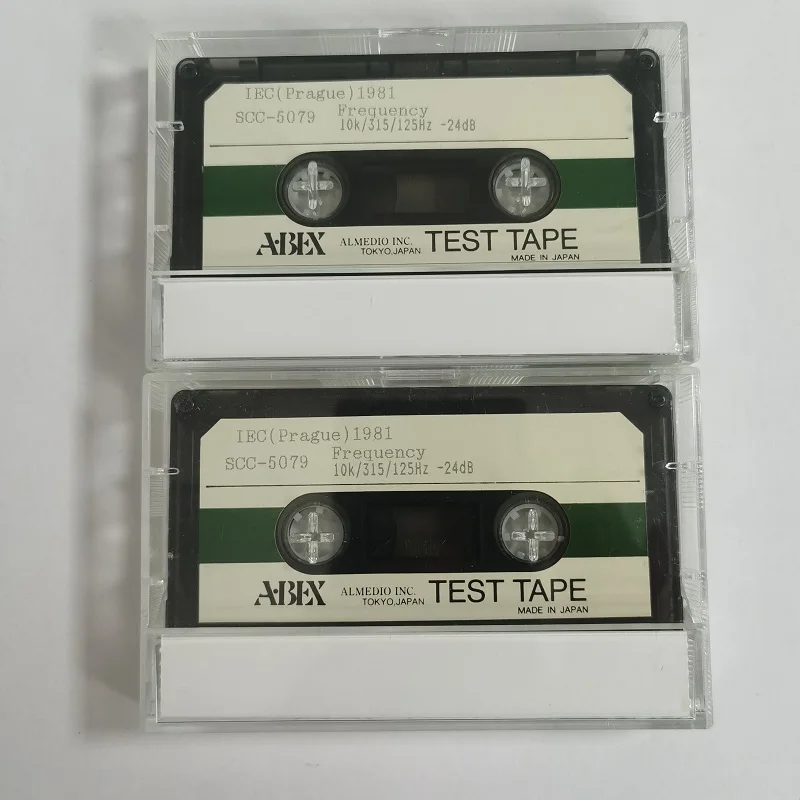 IEC(Prague)1981
SCC-5079 Frequency
10k/315/125Hz -24dB
A·BEX ALMEDIO INC. TEST TAPE
TOKYO,JAPAN
MADE IN JAPAN
IEC(Prague)1981
SCC-5079 Frequency
10k/315/125Hz -24dB
A·BEX ALMEDIO INC. TEST TAPE
TOKYO,JAPAN
MADE IN JAPAN